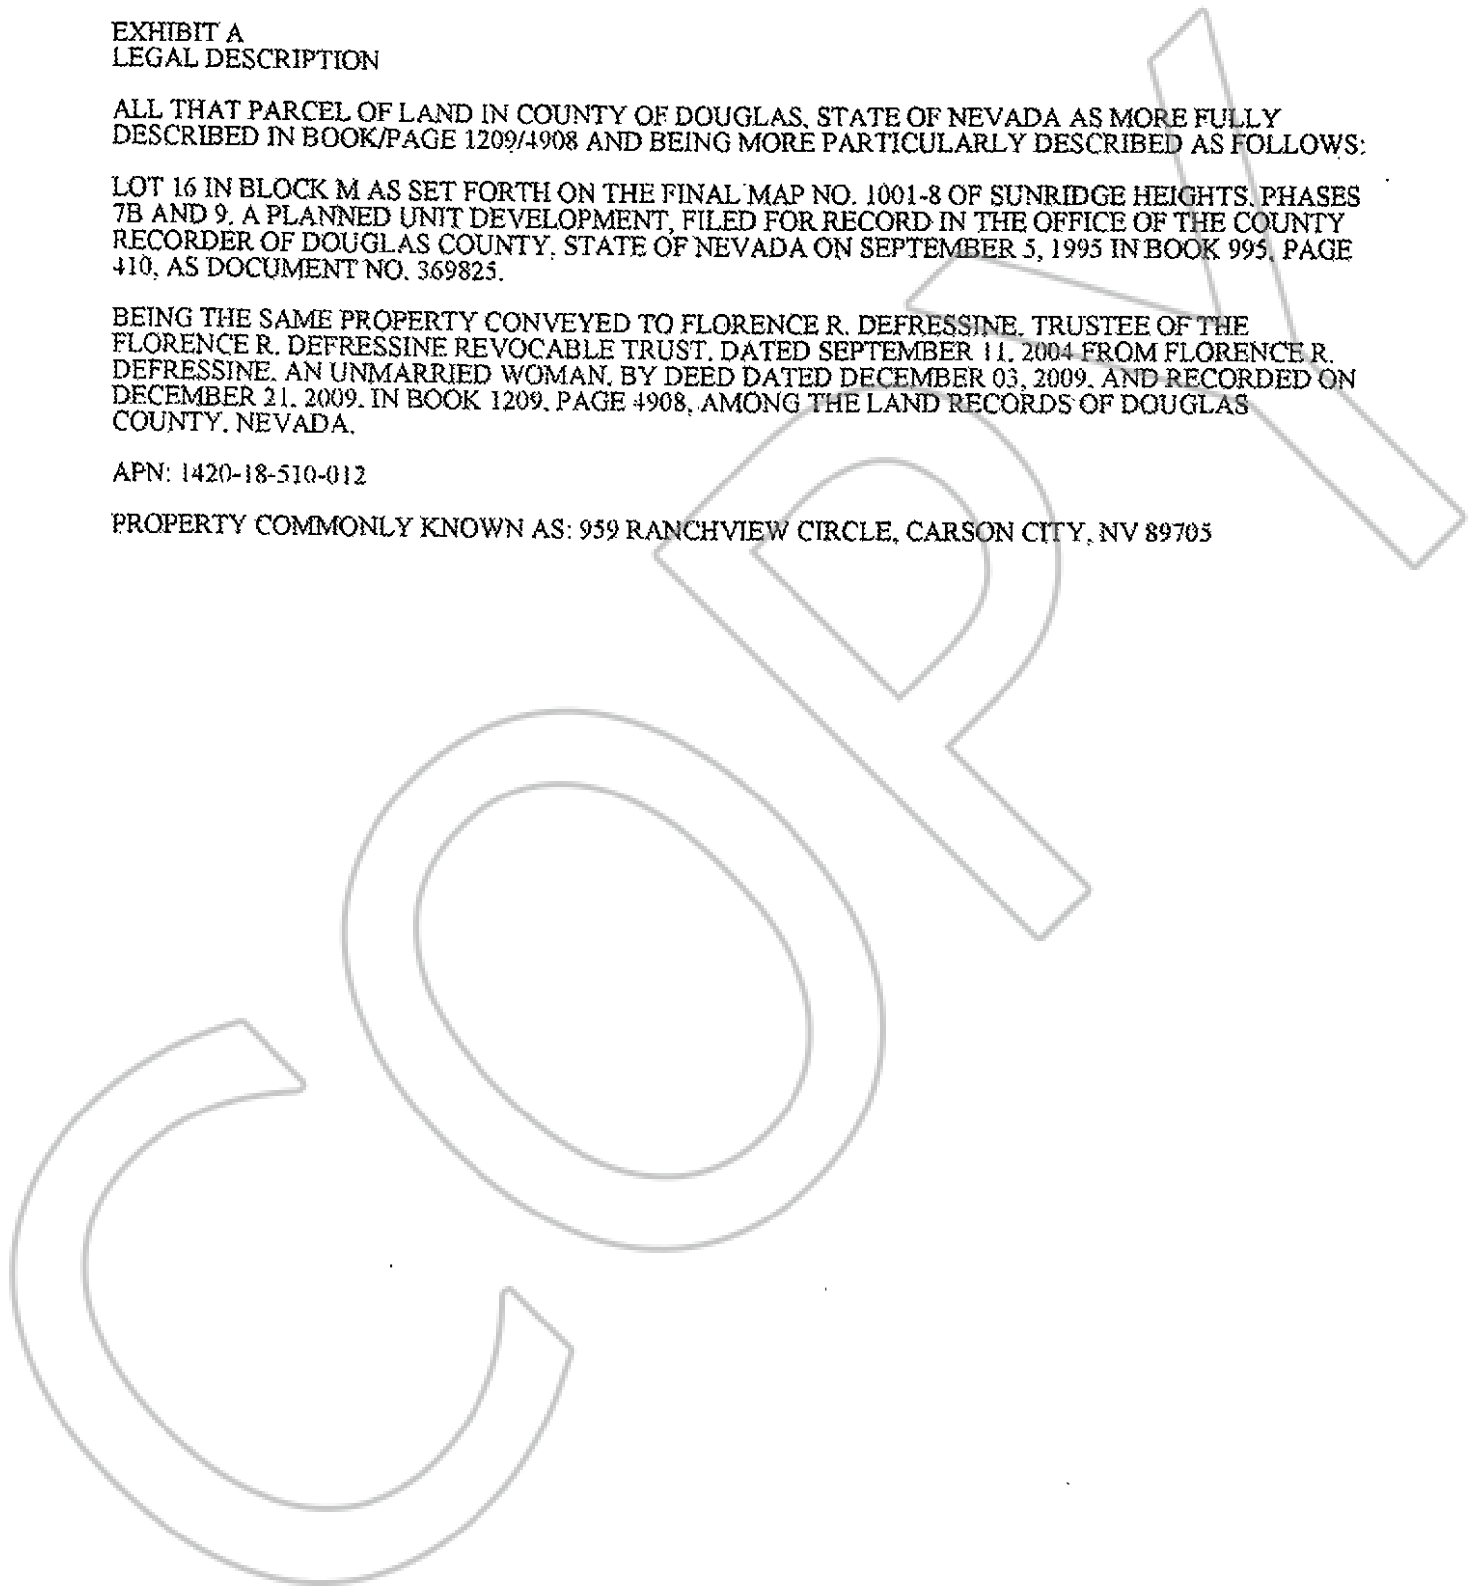 EXHIBIT A
LEGAL DESCRIPTION
ALL THAT PARCEL OF LAND IN COUNTY OF DOUGLAS, STATE OF NEVADA AS MORE FULLY
DESCRIBED IN BOOK/PAGE 1209/4908 AND BEING MORE PARTICULARLY DESCRIBED AS FOLLOWS:
LOT 16 IN BLOCK M AS SET FORTH ON THE FINAL MAP NO. 1001-8 OF SUNRIDGE HEIGHTS, PHASES
7B AND 9, A PLANNED UNIT DEVELOPMENT, FILED FOR RECORD IN THE OFFICE OF THE COUNTY
RECORDER OF DOUGLAS COUNTY, STATE OF NEVADA ON SEPTEMBER 5, 1995 IN BOOK 995, PAGE
410, AS DOCUMENT NO. 369825.
BEING THE SAME PROPERTY CONVEYED TO FLORENCE R. DEFRESSINE, TRUSTEE OF THE
FLORENCE R. DEFRESSINE REVOCABLE TRUST, DATED SEPTEMBER 11, 2004 FROM FLORENCE R.
DEFRESSINE, AN UNMARRIED WOMAN, BY DEED DATED DECEMBER 03, 2009, AND RECORDED ON
DECEMBER 21, 2009, IN BOOK 1209, PAGE 4908, AMONG THE LAND RECORDS OF DOUGLAS
COUNTY, NEVADA.
APN: 1420-18-510-012
PROPERTY COMMONLY KNOWN AS: 959 RANCHVIEW CIRCLE, CARSON CITY, NV 89705
COPY